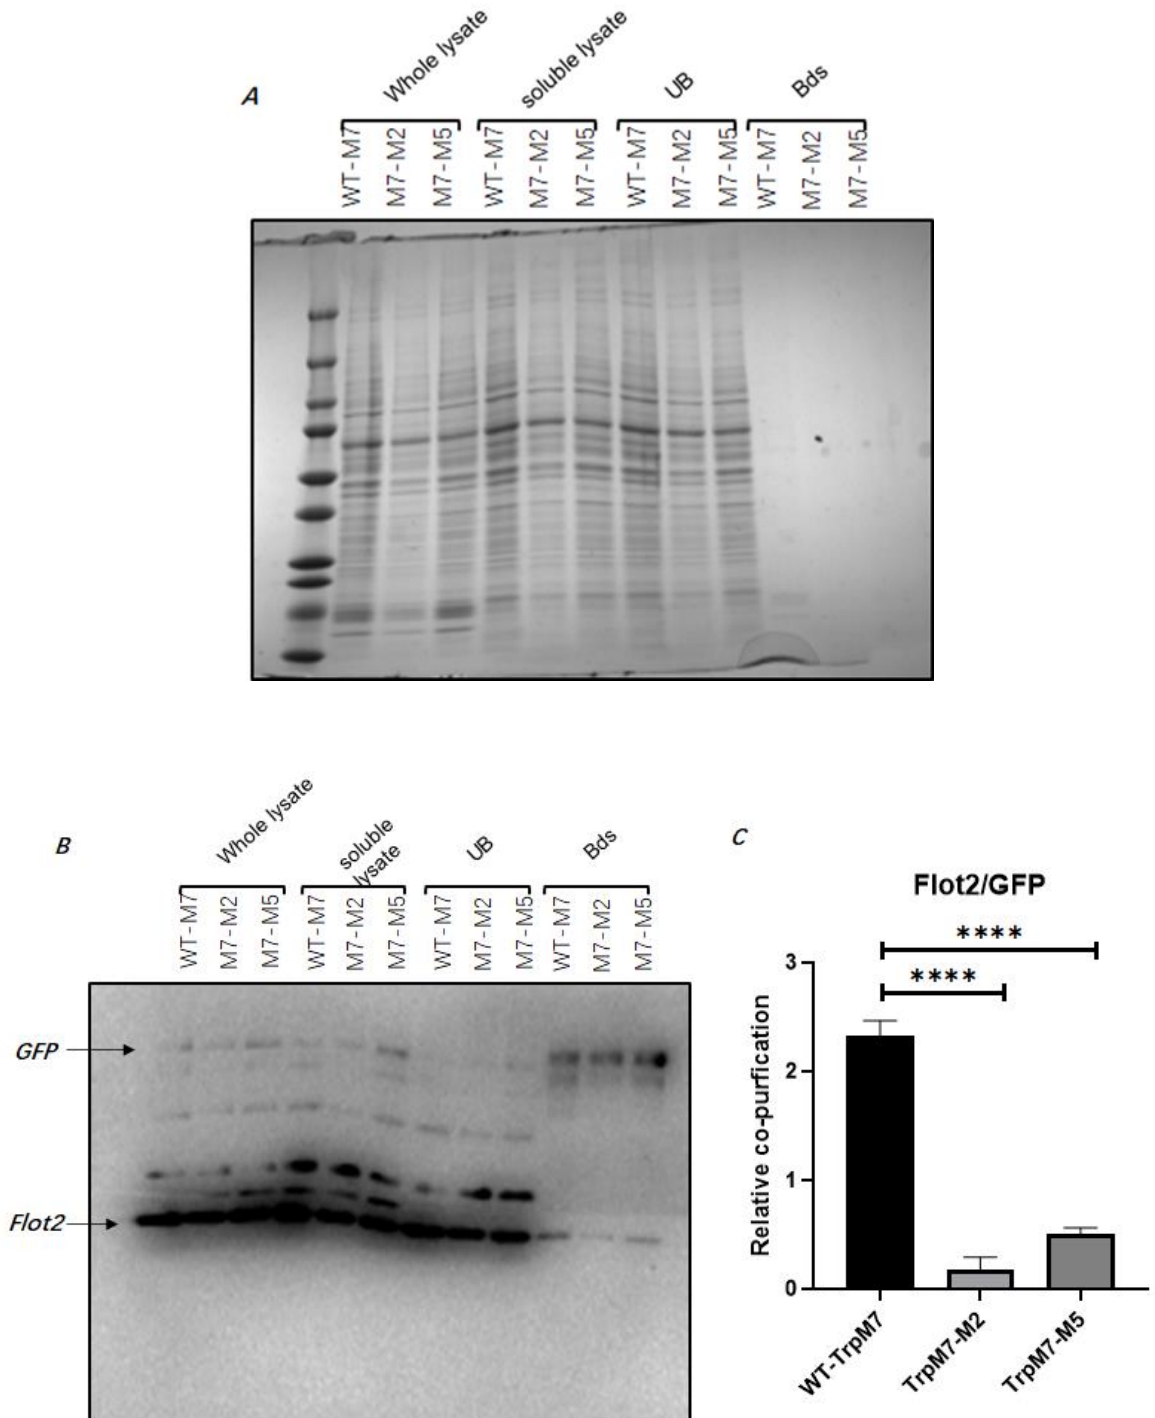 A
Whole lysate
soluble lysate
UB
Bds
WT-M7
M7-M2
M7-M5
WT-M7
M7-M2
M7-M5
WT-M7
M7-M2
M7-M5
WT-M7
M7-M2
M7-M5
B
Whole lysate
soluble
lysate
UB
Bds
WT-M7
M7-M2
M7-M5
WT-M7
M7-M2
M7-M5
WT-M7
M7-M2
M7-M5
WT-M7
M7-M2
M7-M5
GFP
Flot2
C
Flot2/GFP
****
****
Relative co-purfication
3
2
1
0
WT-TrpM7
TrpM7-M2
TrpM7-M5